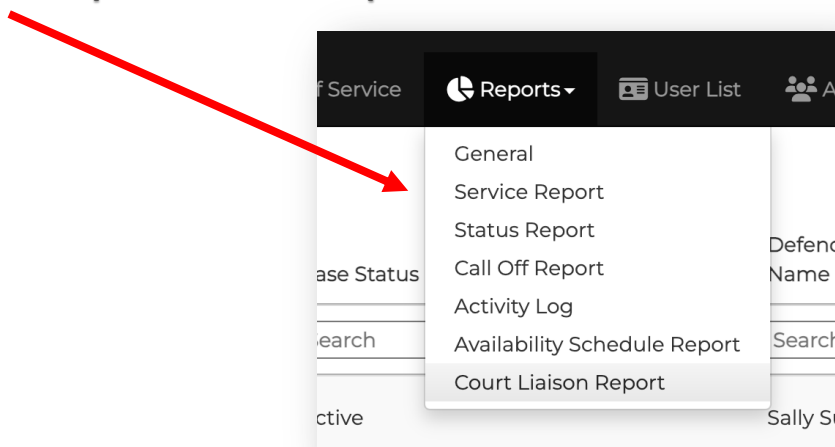 f Service Reports User List A
General
Service Report
Status Report
Call Off Report
Activity Log
Availability Schedule Report
Court Liaison Report
ase Status
Defend
Name
earch
Search
ctive
Sally S